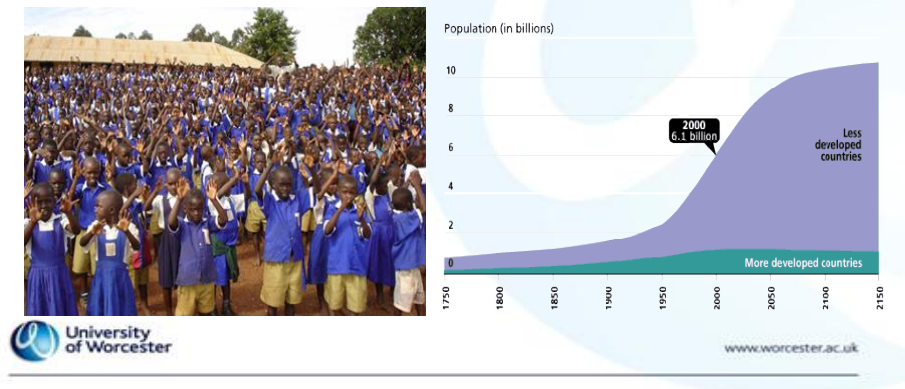 Population (in billions)
10
8
6
4
2
0
2000
6.1 billion
Less
developed
countries
More developed countries
1750
1800
1850
1900
1950
2000
2050
2100
2150
University
of Worcester
www.worcester.ac.uk